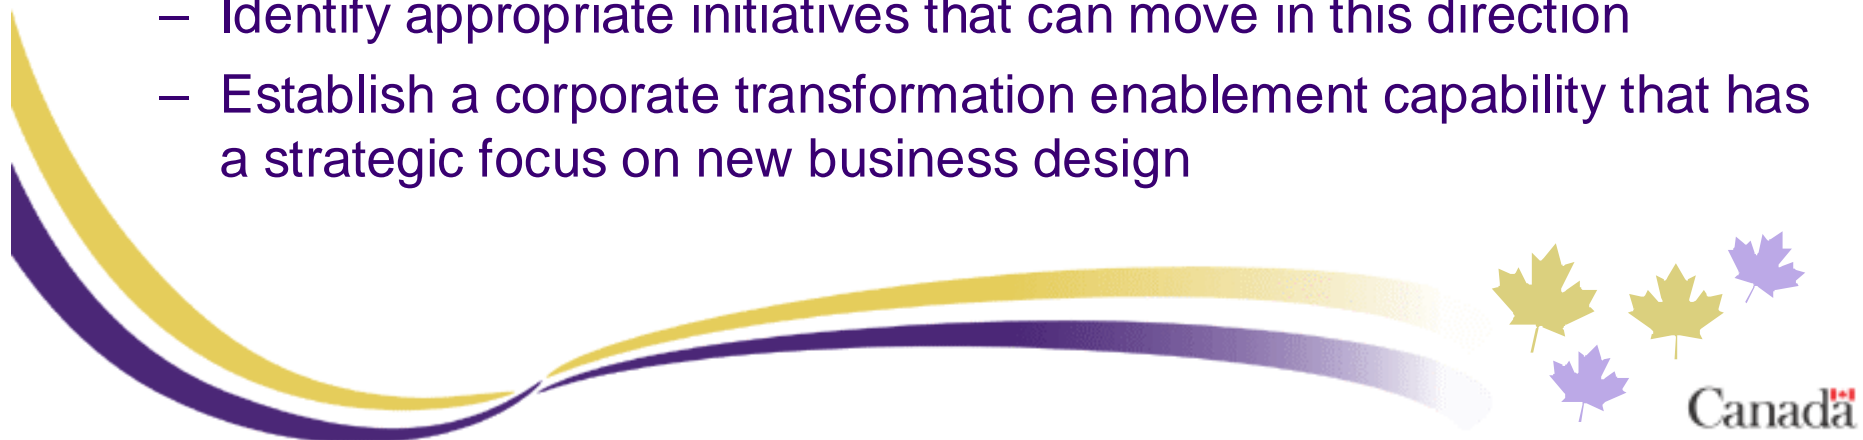 – Identify appropriate initiatives that can move in this direction
– Establish a corporate transformation enablement capability that has
a strategic focus on new business design
Canada